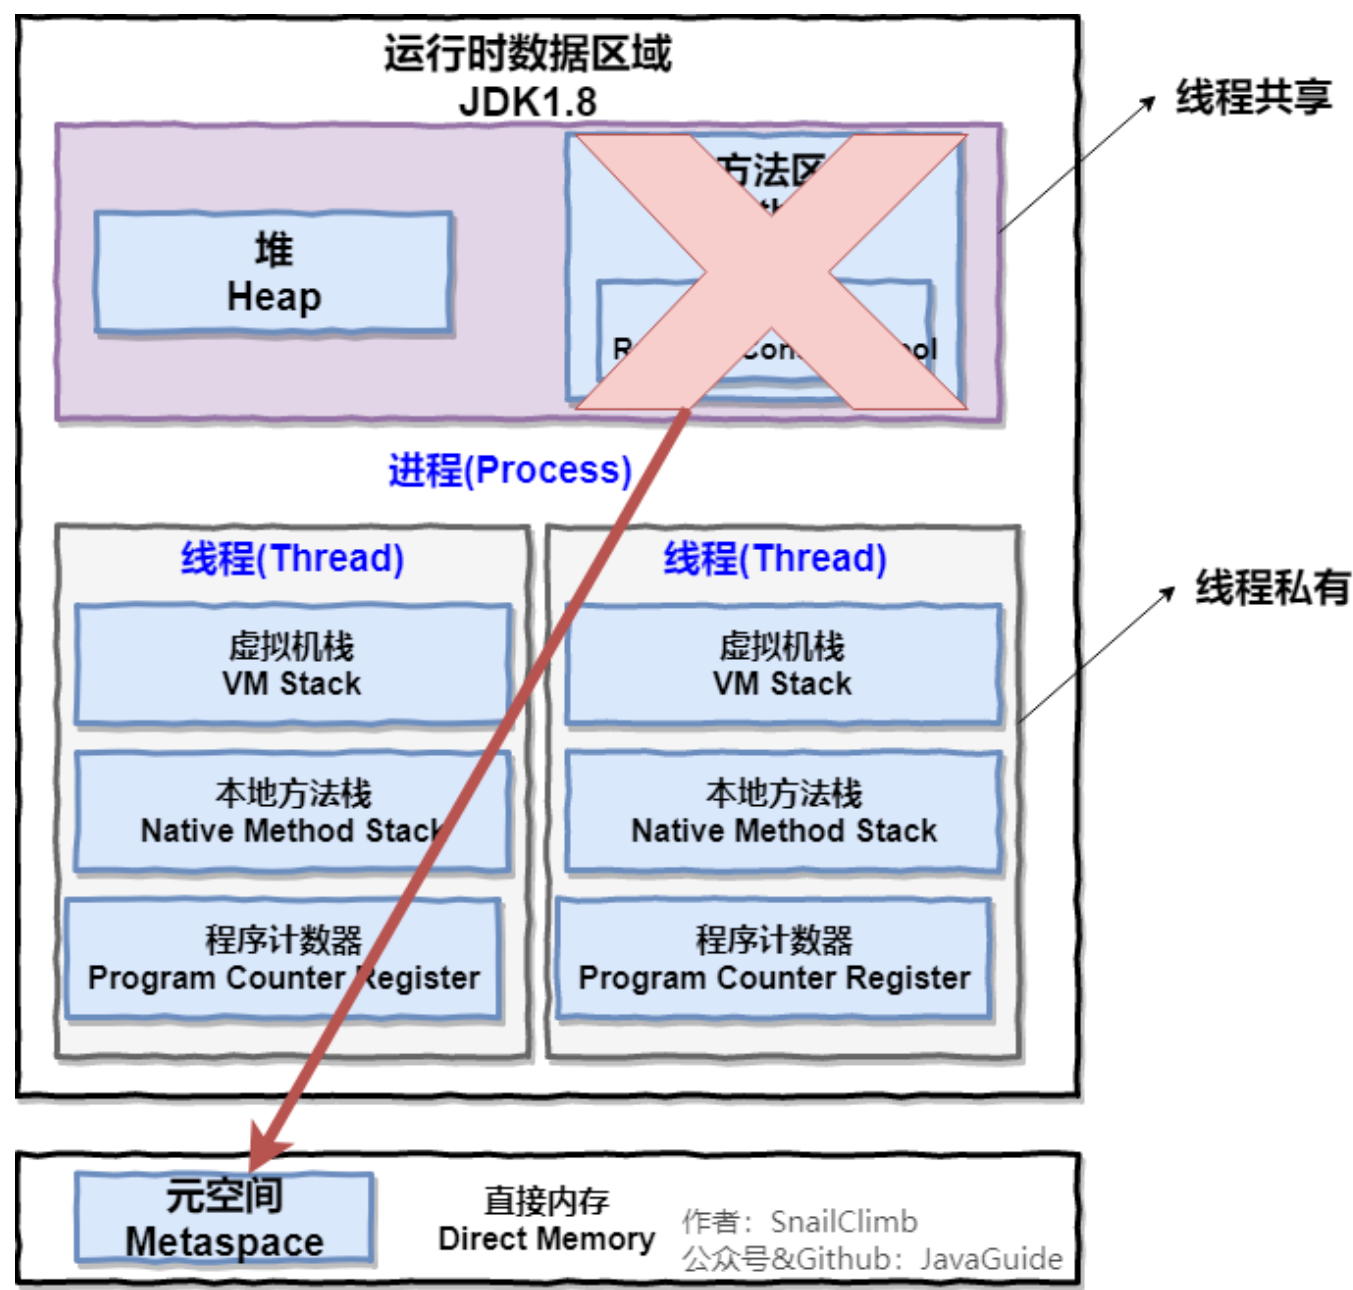 运行时数据区域
JDK1.8
线程共享
方法区
堆
Heap
进程(Process)
线程(Thread)
线程(Thread)
线程私有
虚拟机栈
VM Stack
虚拟机栈
VM Stack
本地方法栈
Native Method Stack
本地方法栈
Native Method Stack
程序计数器
Program Counter Register
程序计数器
Program Counter Register
元空间
Metaspace
直接内存
Direct Memory
作者：SnailClimb
公众号&Github：JavaGuide